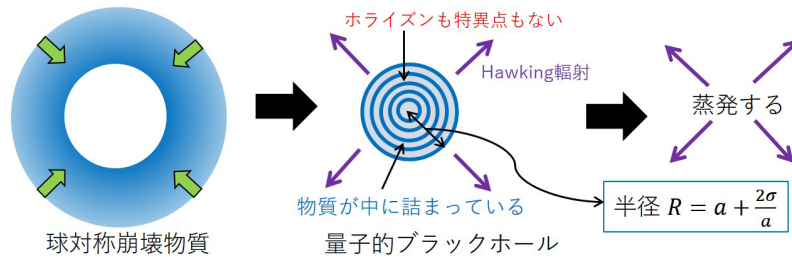 ホライズンも特異点もない
Hawking輻射
蒸発する
物質が中に詰まっている
半径 R = a + 2σ/a
球対称崩壊物質
量子的ブラックホール